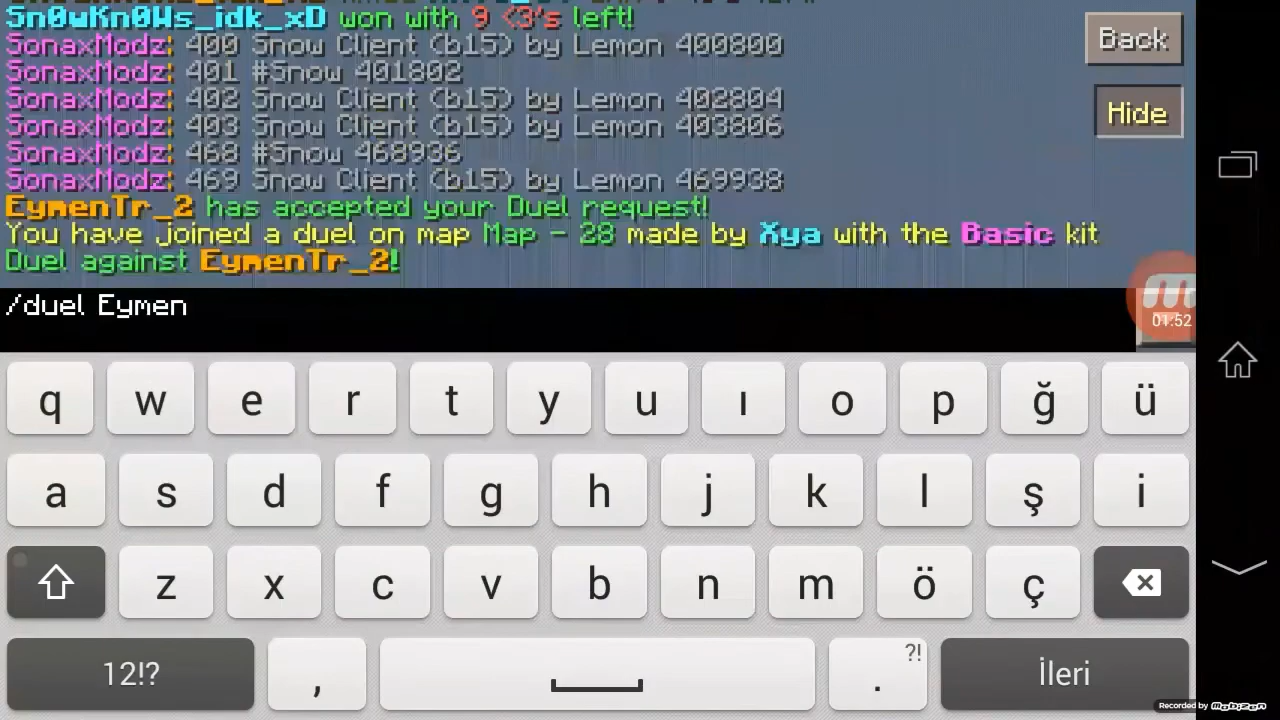 Sn0wKn0Ws_idk_xD won with 9 <3's left!
SonaxModz: 400 Snow Client (b15) by Lemon 400800
SonaxModz: 401 #Snow 401802
SonaxModz: 402 Snow Client (b15) by Lemon 402804
SonaxModz: 403 Snow Client (b15) by Lemon 403806
SonaxModz: 468 #Snow 468936
SonaxModz: 469 Snow Client (b15) by Lemon 469938
EymenTr_2 has accepted your Duel request!
You have joined a duel on map Map - 28 made by Xya with the Basic kit
Duel against EymenTr_2!
Back
Hide
/duel Eymen
01:52
q w e r t y u ı o p ğ ü
a s d f g h j k l ş i
z x c v b n m ö ç
12!? , . ?! İleri
Recorded by Mobizen